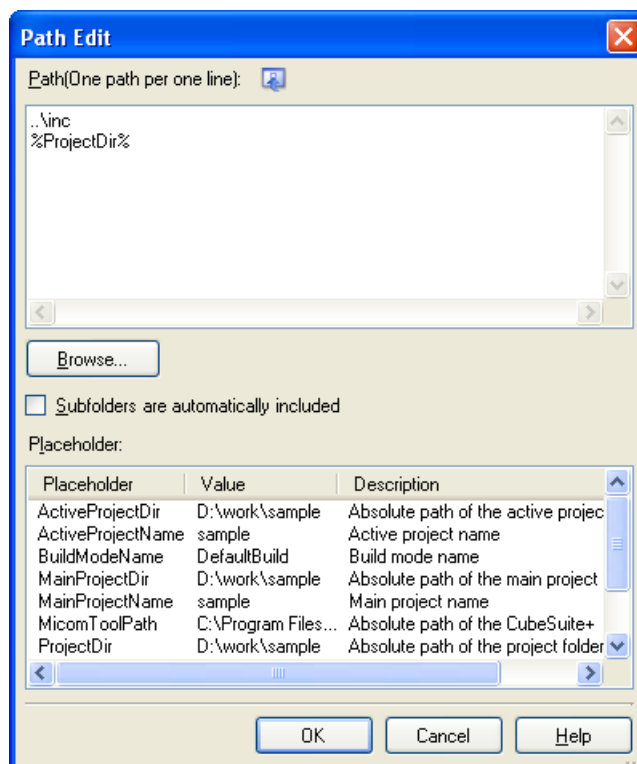 Path Edit
Path(One path per one line):
..\inc
%ProjectDir%
Browse...
Subfolders are automatically included
Placeholder:
Placeholder Value Description
ActiveProjectDir D:\work\sample Absolute path of the active projec
ActiveProjectName sample Active project name
BuildModeName DefaultBuild Build mode name
MainProjectDir D:\work\sample Absolute path of the main project
MainProjectName sample Main project name
MicomToolPath C:\Program Files... Absolute path of the CubeSuite+
ProjectDir D:\work\sample Absolute path of the project folder
OK Cancel Help